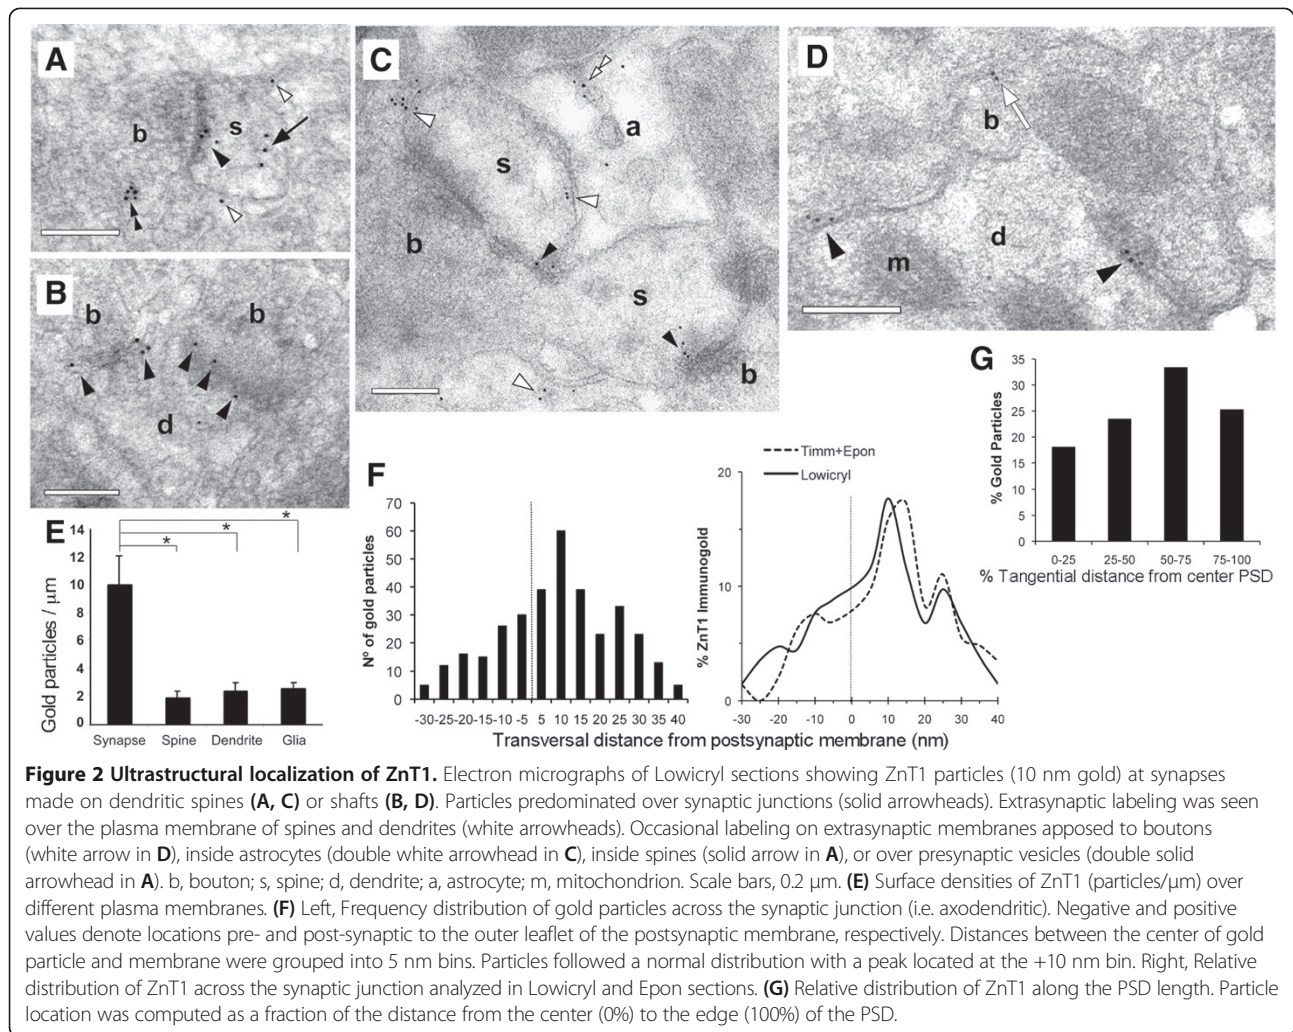 A
b
s
B
b
b
d
C
a
s
b
s
b
D
b
d
m
E
Gold particles / µm
14
12
10
8
6
4
2
0
*
*
*
Synapse Spine Dendrite Glia
F
Nº of gold particles
70
60
50
40
30
20
10
0
-30-25-20-15-10 -5 5 10 15 20 25 30 35 40
Transversal distance from postsynaptic membrane (nm)
Timm+Epon
Lowicryl
% ZnT1 Immunogold
20
10
0
-30 -20 -10 0 10 20 30 40
G
% Gold Particles
35
30
25
20
15
10
5
0
0-25 25-50 50-75 75-100
% Tangential distance from center PSD
Figure 2 Ultrastructural localization of ZnT1. Electron micrographs of Lowicryl sections showing ZnT1 particles (10 nm gold) at synapses
made on dendritic spines (A, C) or shafts (B, D). Particles predominated over synaptic junctions (solid arrowheads). Extrasynaptic labeling was seen
over the plasma membrane of spines and dendrites (white arrowheads). Occasional labeling on extrasynaptic membranes apposed to boutons
(white arrow in D), inside astrocytes (double white arrowhead in C), inside spines (solid arrow in A), or over presynaptic vesicles (double solid
arrowhead in A). b, bouton; s, spine; d, dendrite; a, astrocyte; m, mitochondrion. Scale bars, 0.2 µm. (E) Surface densities of ZnT1 (particles/µm) over
different plasma membranes. (F) Left, Frequency distribution of gold particles across the synaptic junction (i.e. axodendritic). Negative and positive
values denote locations pre- and post-synaptic to the outer leaflet of the postsynaptic membrane, respectively. Distances between the center of gold
particle and membrane were grouped into 5 nm bins. Particles followed a normal distribution with a peak located at the +10 nm bin. Right, Relative
distribution of ZnT1 across the synaptic junction analyzed in Lowicryl and Epon sections. (G) Relative distribution of ZnT1 along the PSD length. Particle
location was computed as a fraction of the distance from the center (0%) to the edge (100%) of the PSD.